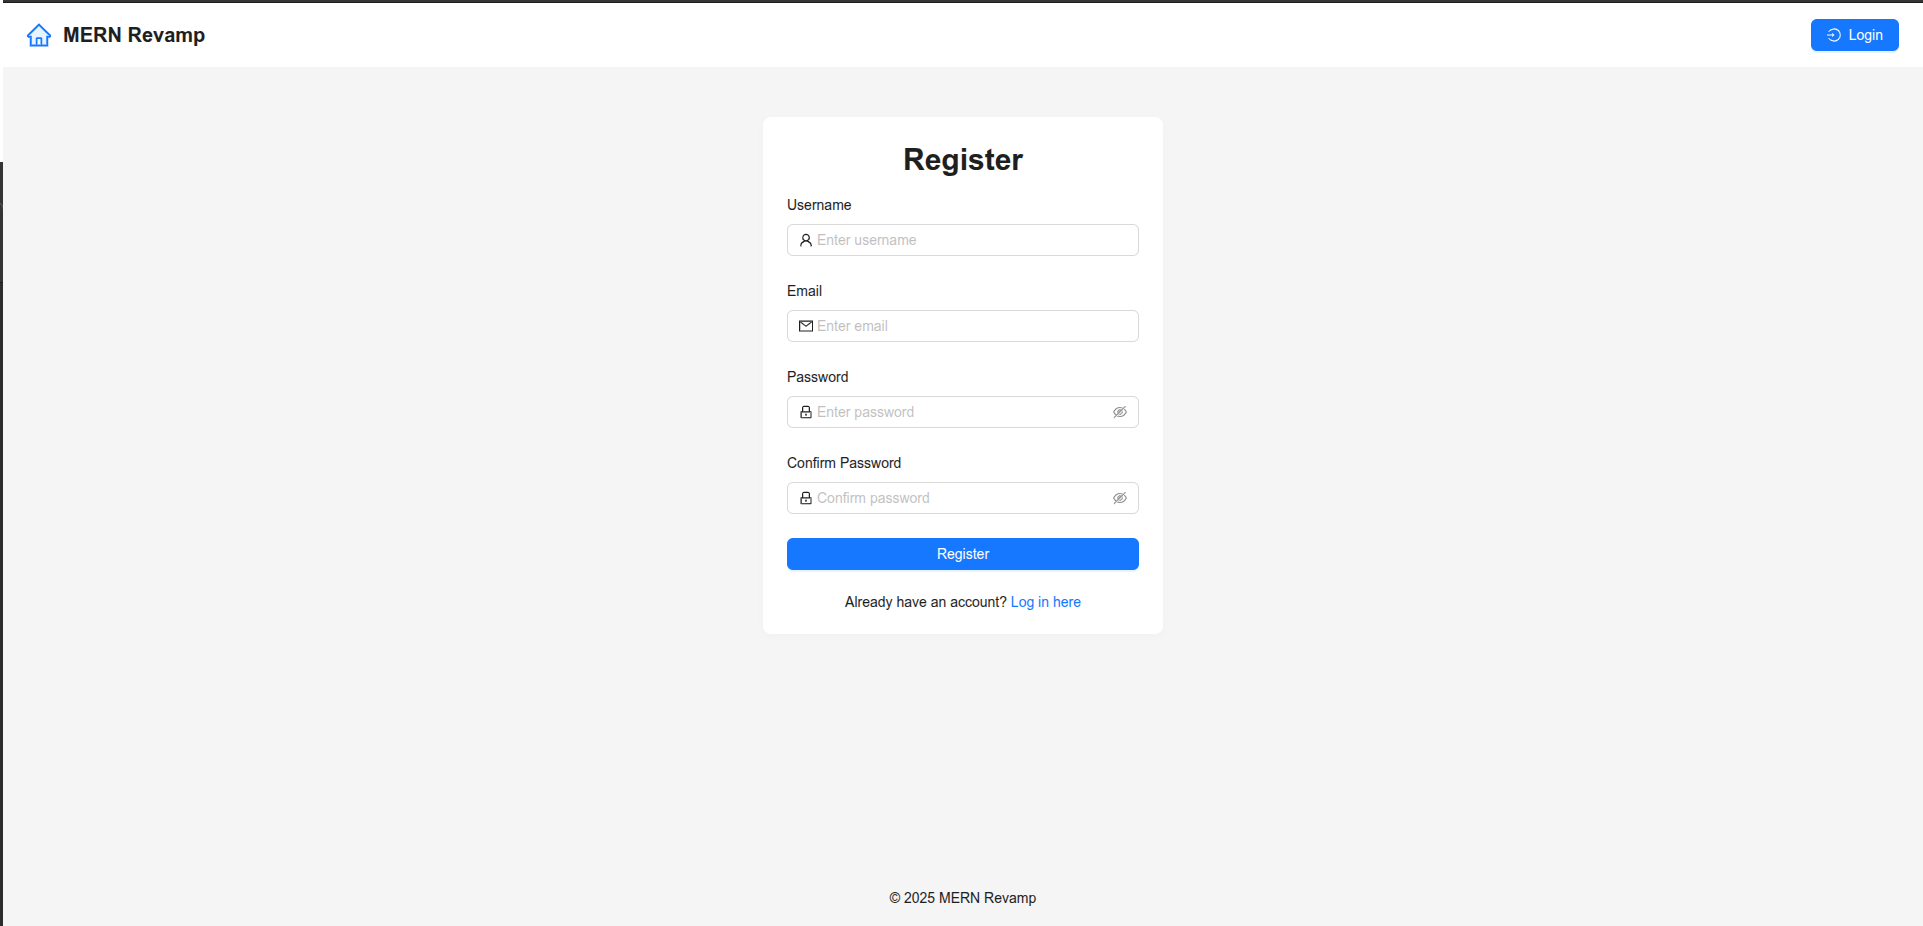 MERN Revamp
Login
Register
Username
Enter username
Email
Enter email
Password
Enter password
Confirm Password
Confirm password
Register
Already have an account? Log in here
© 2025 MERN Revamp